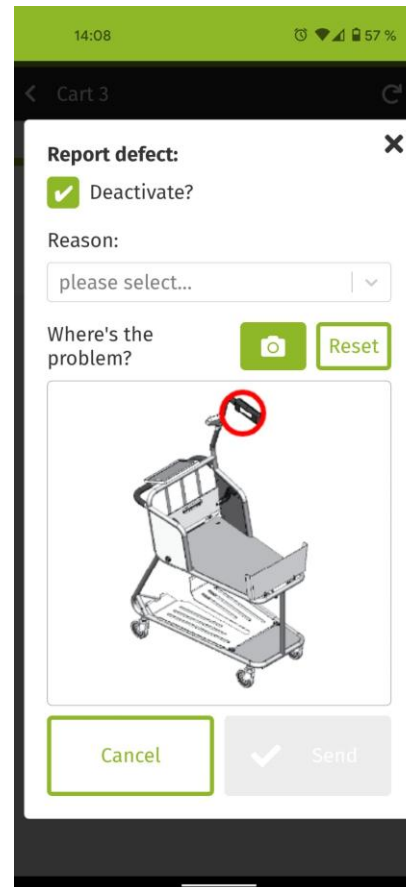 14:08
57 %
Cart 3
Report defect:
Deactivate?
Reason:
please select...
Where's the
problem?
Reset
Cancel
Send